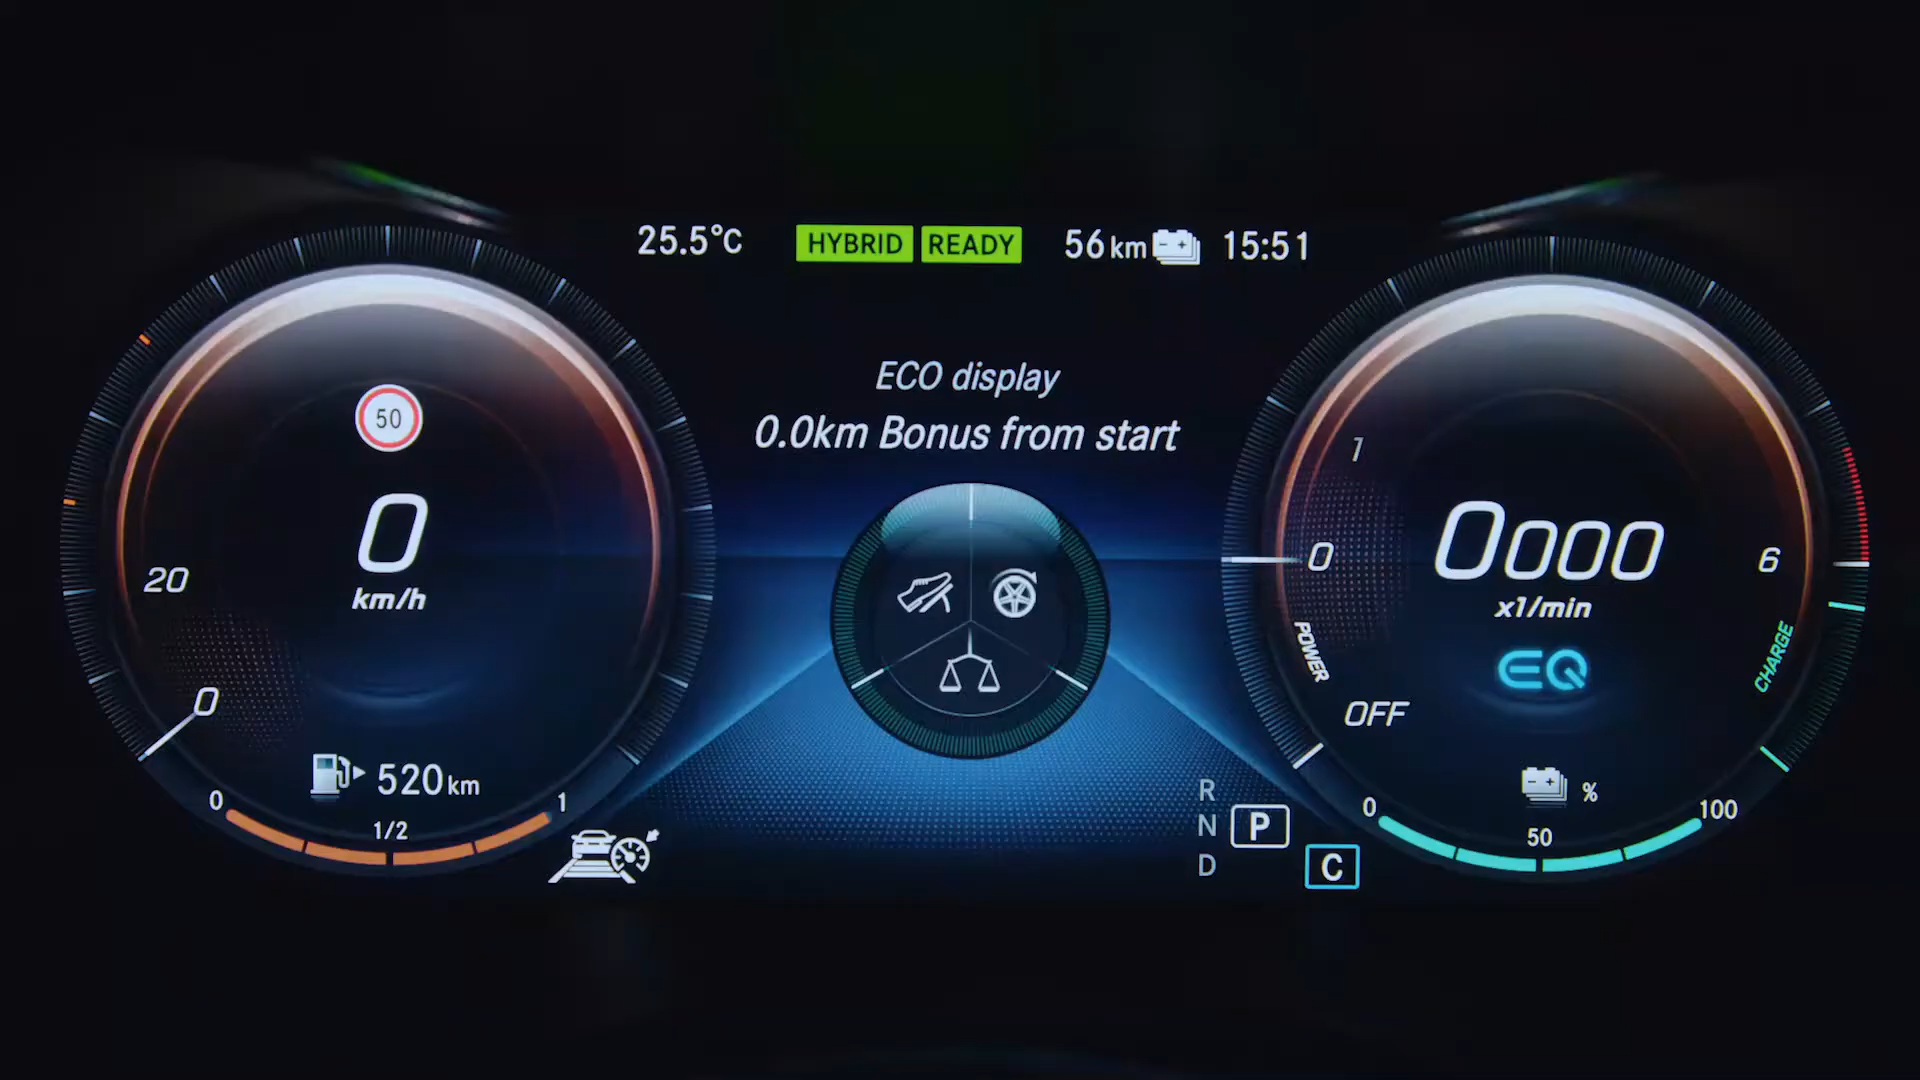 25.5°C HYBRID READY 56 km 15:51
ECO display
0.0km Bonus from start
50
0
km/h
20
0
520 km
0 1/2 1
R
N
D
P
C
1
0
0000
x1/min
6
EQ
POWER
CHARGE
OFF
%
0 50 100